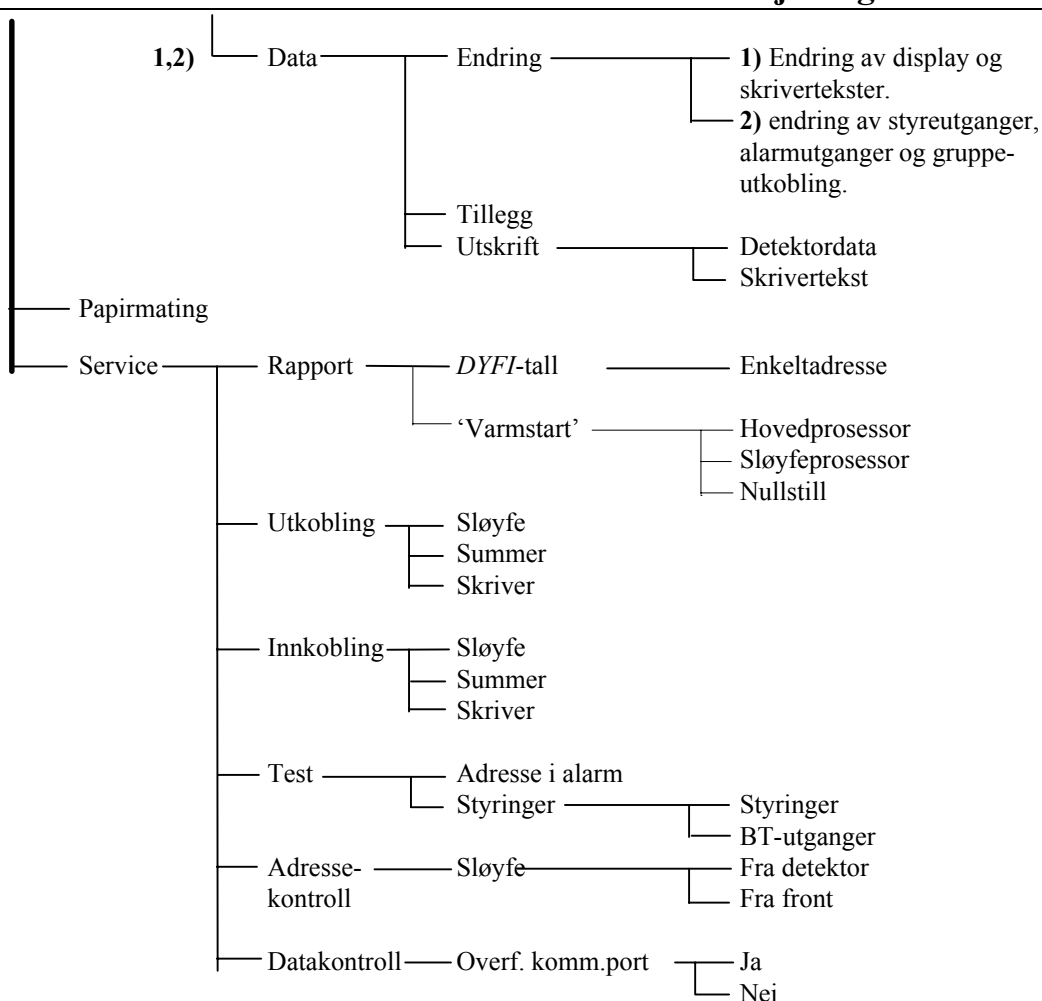 1,2) Data Endring 1) Endring av display og
skrivertekster.
2) endring av styreutganger,
alarmutganger og gruppe-
utkobling.
Tillegg
Utskrift Detektordata
Skrivertekst
Papirmating
Service Rapport DYFI-tall Enkeltadresse
‘Varmstart’ Hovedprosessor
Sløyfeprosessor
Nullstill
Utkobling Sløyfe
Summer
Skriver
Innkobling Sløyfe
Summer
Skriver
Test Adresse i alarm
Styringer Styringer
BT-utganger
Adresse- Sløyfe Fra detektor
kontroll Fra front
Datakontroll Overf. komm.port Ja
Nei